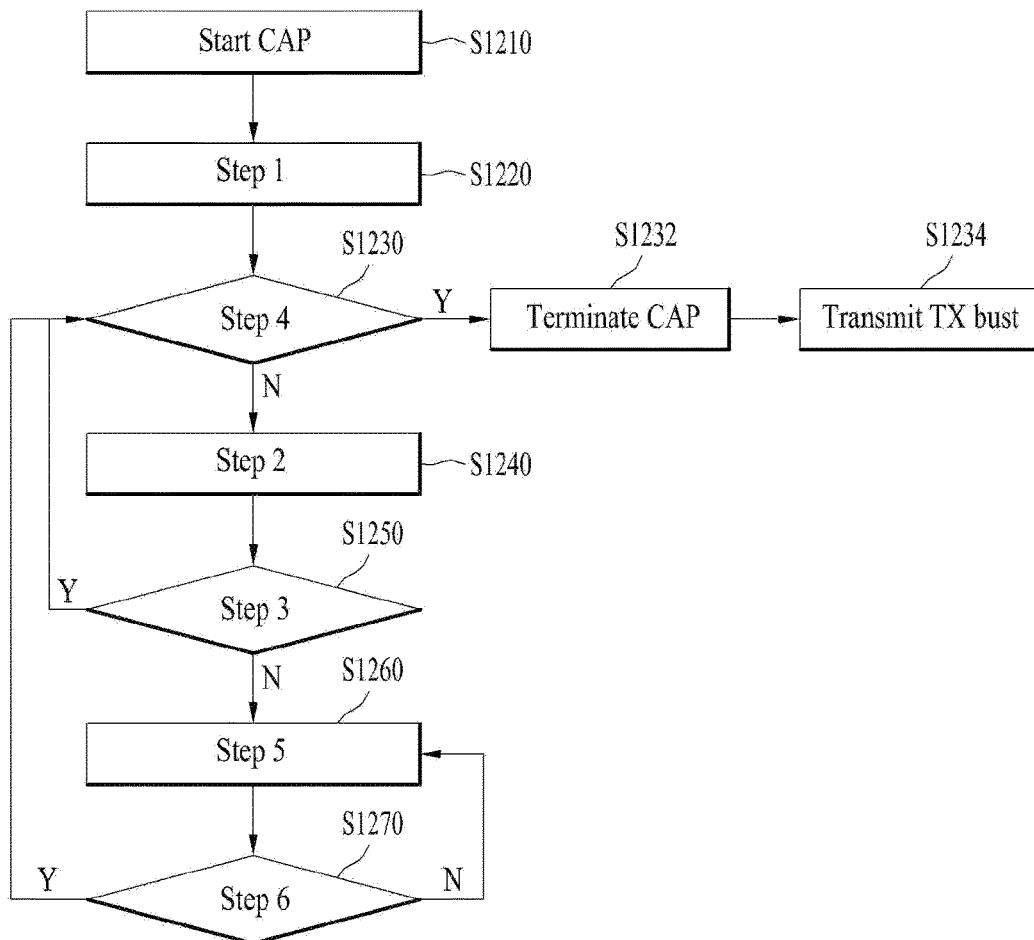 Start CAP
S1210
Step 1
S1220
S1230
Step 4
Y
N
S1232
Terminate CAP
S1234
Transmit TX bust
Step 2
S1240
S1250
Step 3
Y
N
S1260
Step 5
S1270
Step 6
Y
N